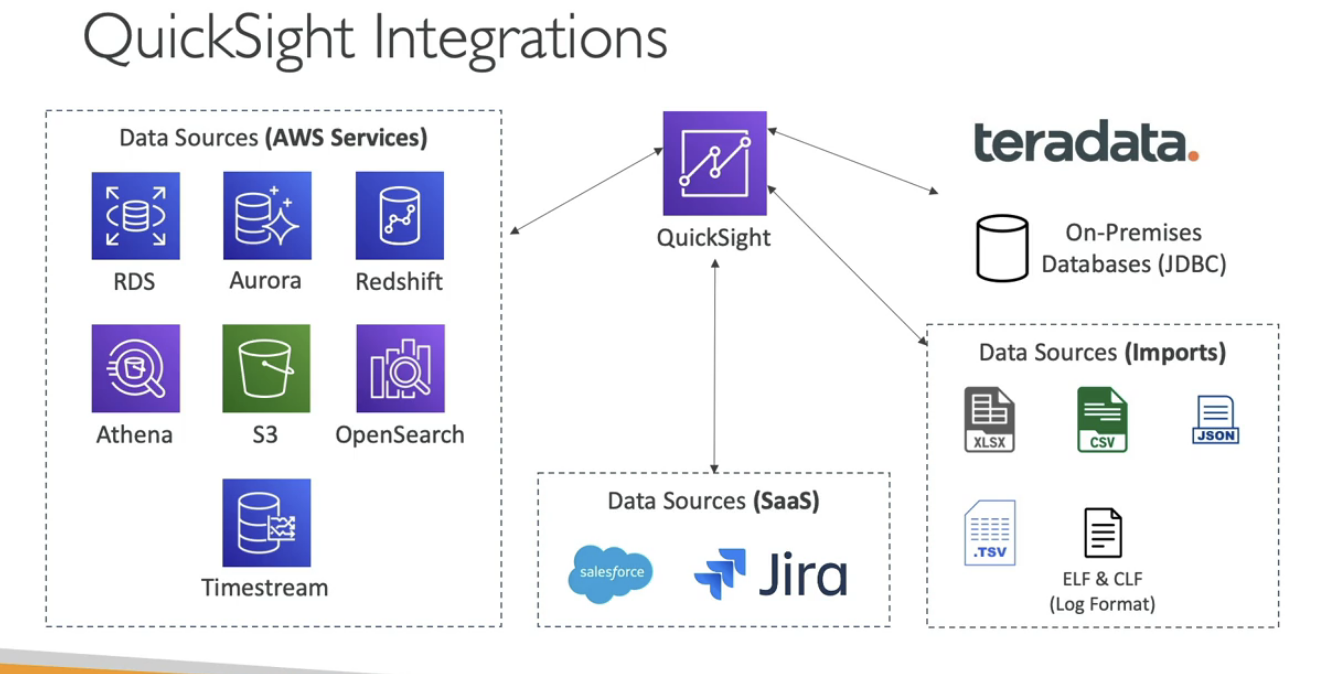 QuickSight Integrations
Data Sources (AWS Services)
RDS
Aurora
Redshift
Athena
S3
OpenSearch
Timestream
QuickSight
Data Sources (SaaS)
salesforce
Jira
teradata.
On-Premises
Databases (JDBC)
Data Sources (Imports)
XLSX
CSV
JSON
.TSV
ELF & CLF
(Log Format)